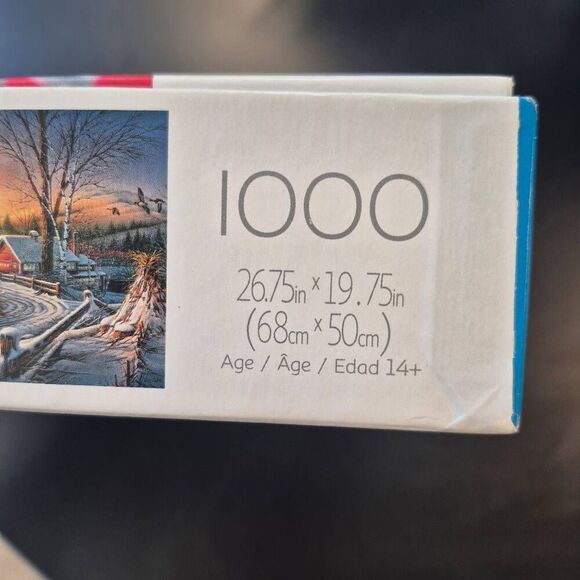 1000
26.75in x 19.75in
(68cm x 50cm)
Age / Âge / Edad 14+